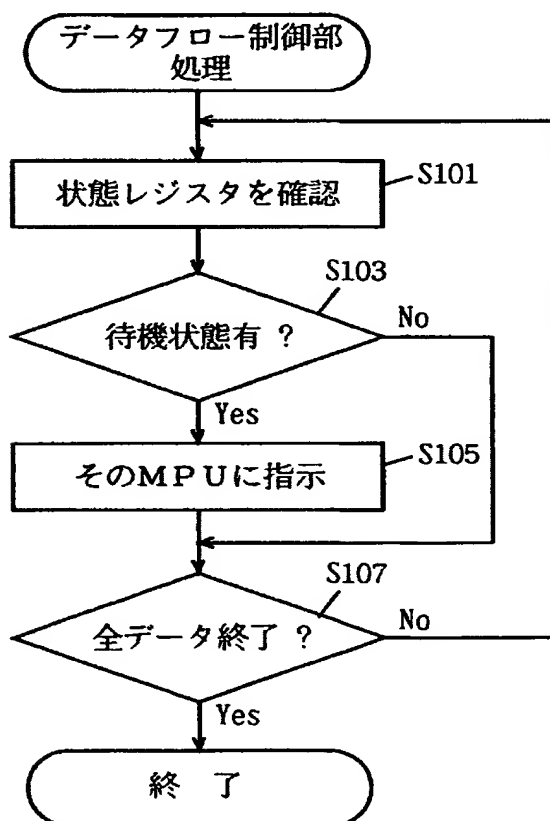 データフロー制御部
処理
状態レジスタを確認
S101
S103
待機状態有 ?
No
Yes
そのMPUに指示
S105
S107
全データ終了 ?
No
Yes
終 了